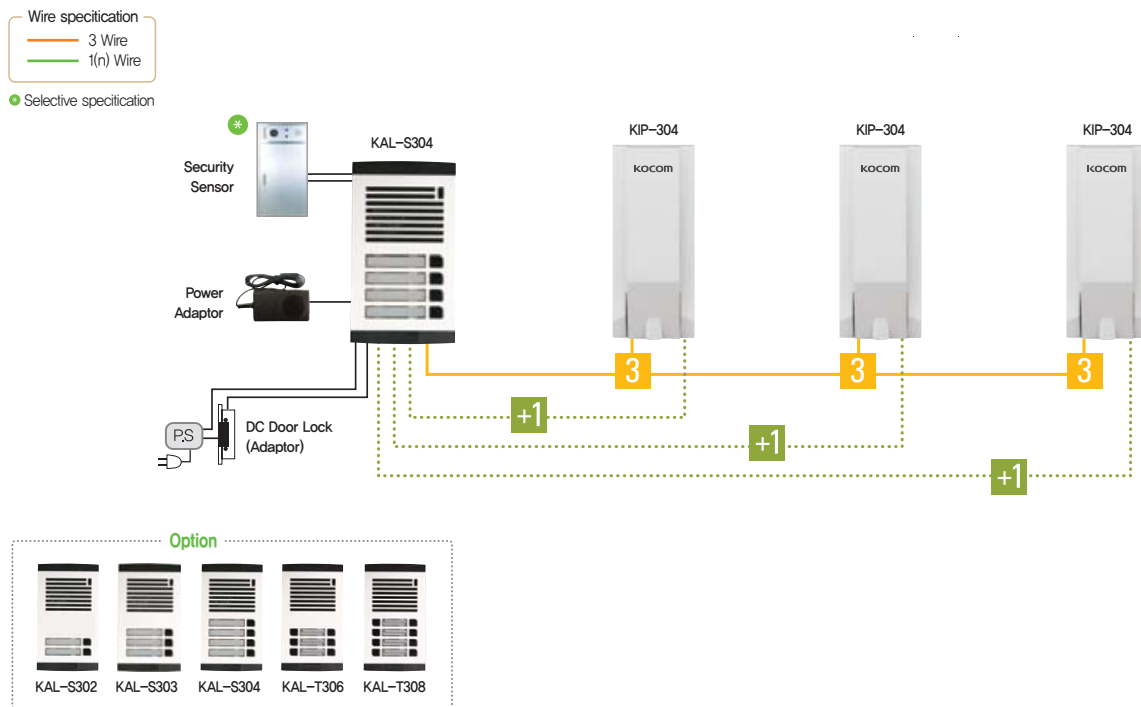 Wire specitication
3 Wire
1(n) Wire
Selective specitication
Security
Sensor
KAL-S304
KIP-304
KIP-304
KIP-304
KOCOM
KOCOM
KOCOM
Power
Adaptor
3
3
3
+1
+1
+1
P.S
DC Door Lock
(Adaptor)
Option
KAL-S302
KAL-S303
KAL-S304
KAL-T306
KAL-T308